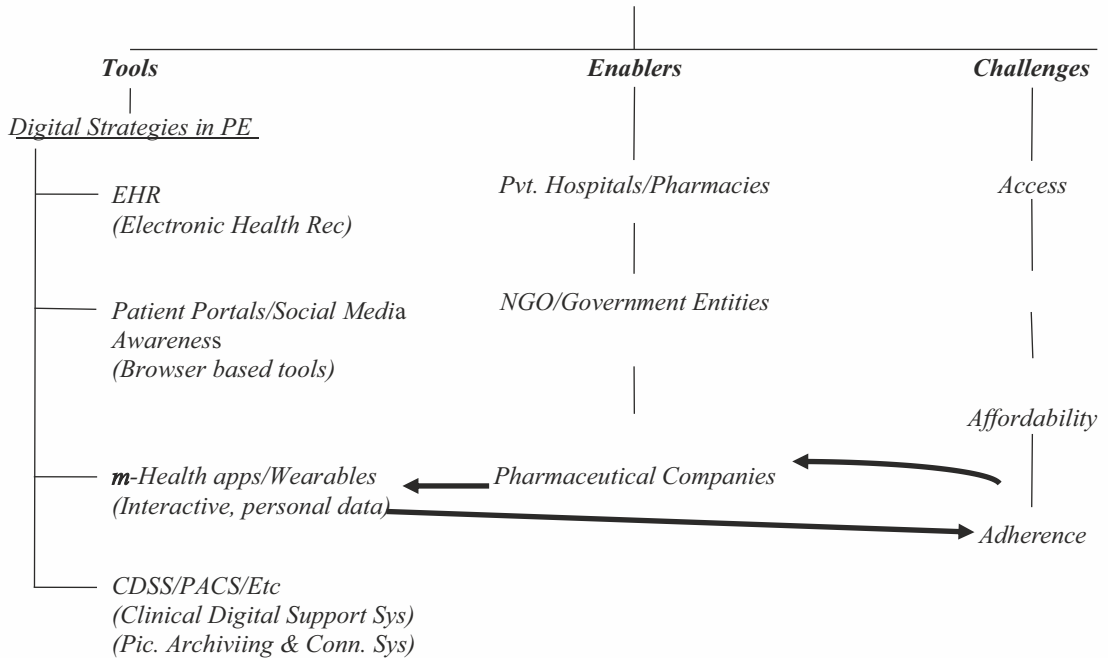 Tools
Enablers
Challenges
Digital Strategies in PE
EHR
(Electronic Health Rec)
Pvt. Hospitals/Pharmacies
Access
Patient Portals/Social Media
Awareness
(Browser based tools)
NGO/Government Entities
Affordability
m-Health apps/Wearables
(Interactive, personal data)
Pharmaceutical Companies
Adherence
CDSS/PACS/Etc
(Clinical Digital Support Sys)
(Pic. Archiviing & Conn. Sys)